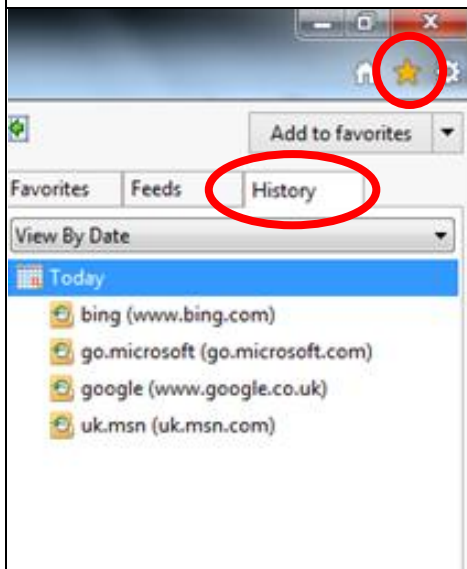 Add to favorites
Favorites Feeds History
View By Date
Today
bing (www.bing.com)
go.microsoft (go.microsoft.com)
google (www.google.co.uk)
uk.msn (uk.msn.com)